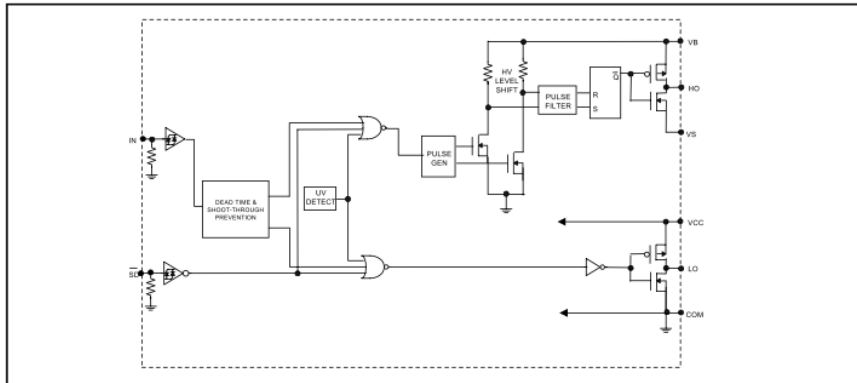 VB
HV
LEVEL
SHIFT
PULSE
FILTER
R
S
Q
HO
VS
IN
PULSE
GEN
DEAD TIME &
SHOOT-THROUGH
PREVENTION
UV
DETECT
VCC
SD
LO
COM